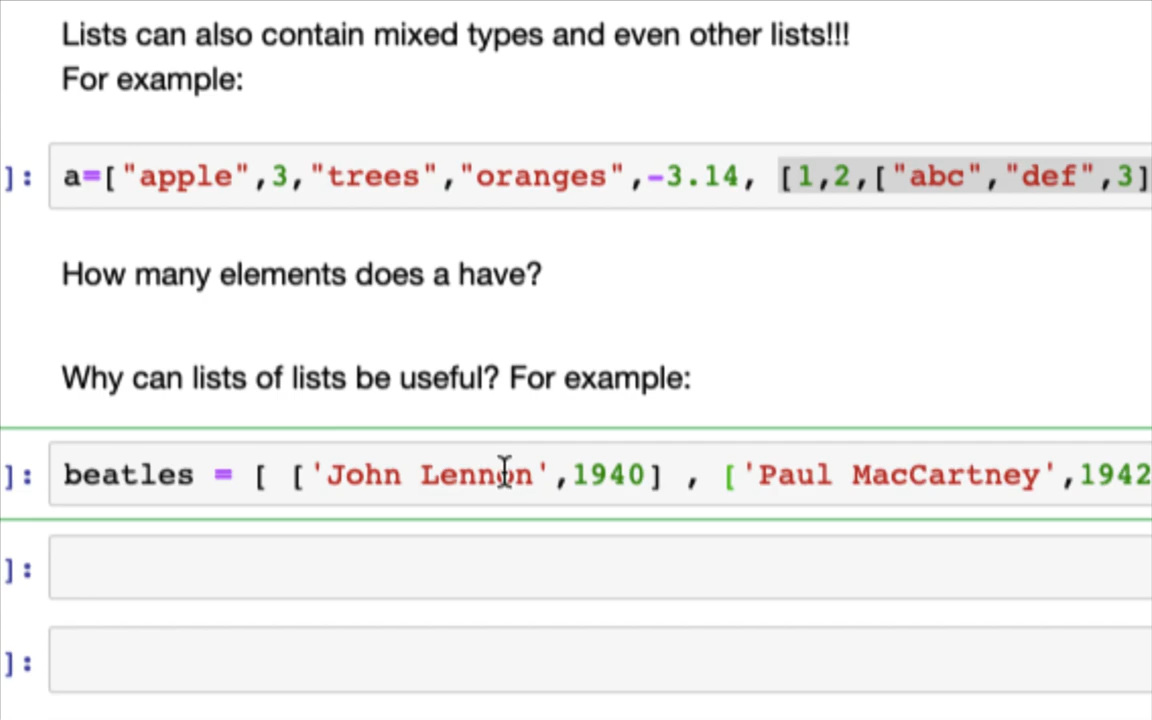 Lists can also contain mixed types and even other lists!!!
For example:
]: a=["apple",3,"trees","oranges",-3.14, [1,2,["abc","def",3]
How many elements does a have?
Why can lists of lists be useful? For example:
]: beatles = [ ['John Lennon',1940] , ['Paul MacCartney',1942
]:
]: